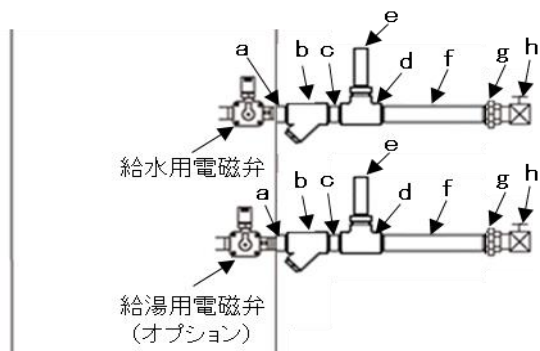 e
a b c d f g h
給水用電磁弁
e
a b c d f g h
給湯用電磁弁
(オプション)